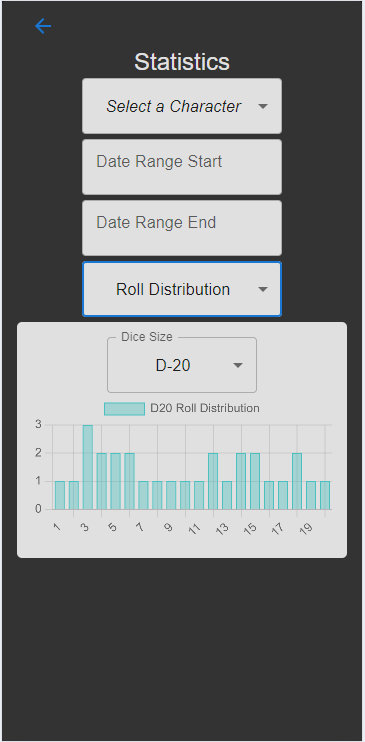 Statistics
Select a Character
Date Range Start
Date Range End
Roll Distribution
Dice Size
D-20
D20 Roll Distribution
3
2
1
0
1 3 5 7 9 11 13 15 17 19